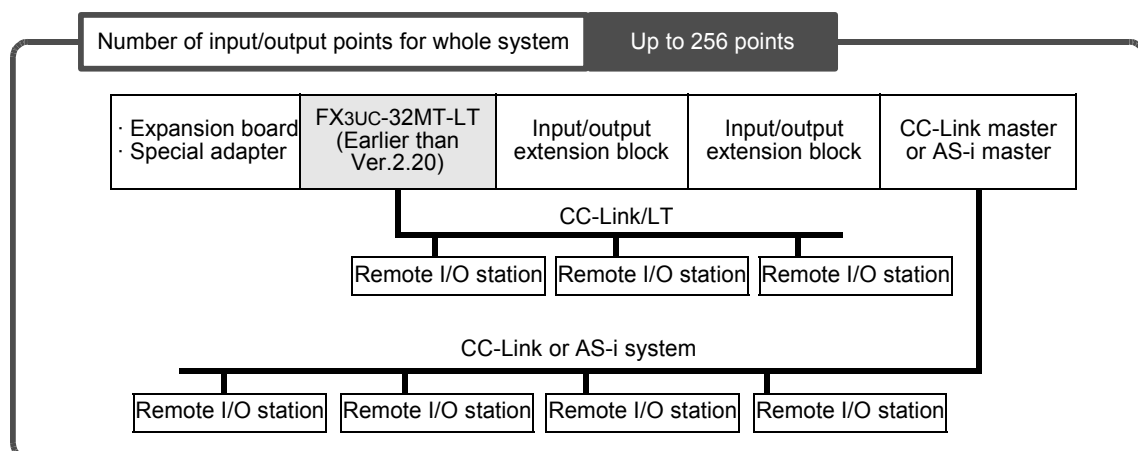 Number of input/output points for whole system
Up to 256 points
· Expansion board
· Special adapter
FX3UC-32MT-LT
(Earlier than
Ver.2.20)
Input/output
extension block
Input/output
extension block
CC-Link master
or AS-i master
CC-Link/LT
Remote I/O station
Remote I/O station
Remote I/O station
CC-Link or AS-i system
Remote I/O station
Remote I/O station
Remote I/O station
Remote I/O station